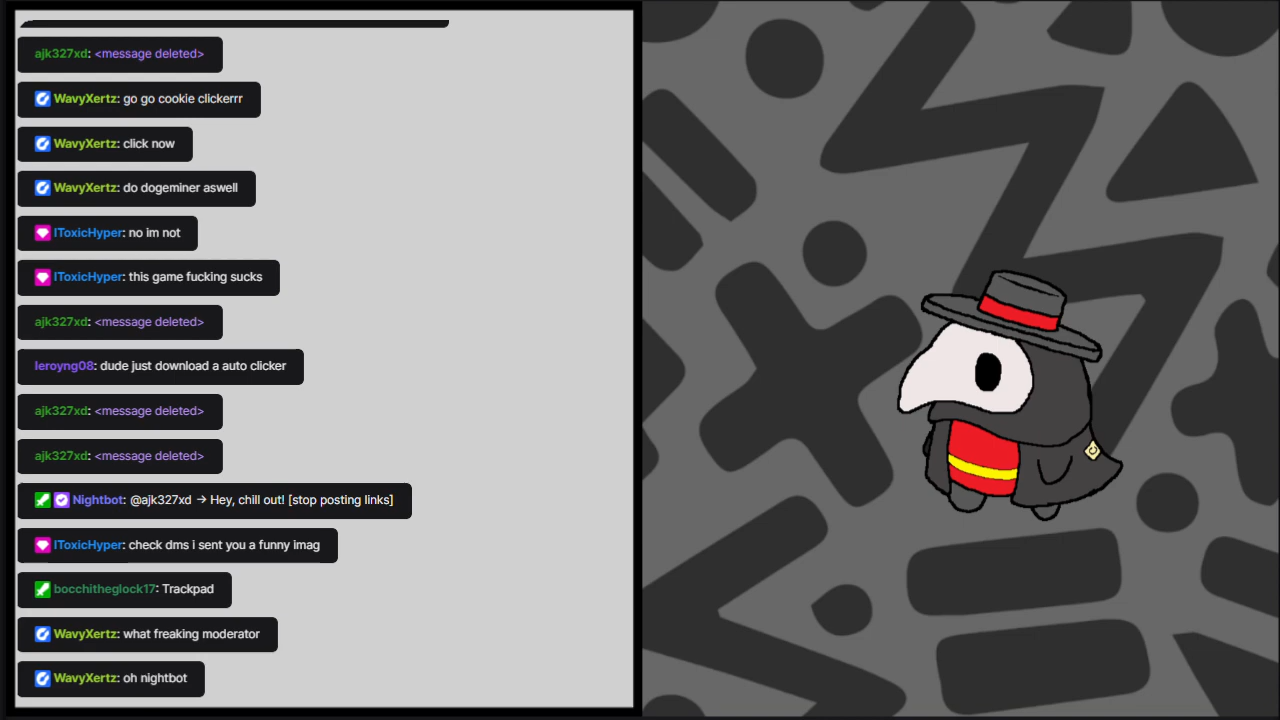 ajk327xd: <message deleted>
WavyXertz: go go cookie clickerrr
WavyXertz: click now
WavyXertz: do dogeminer aswell
IToxicHyper: no im not
IToxicHyper: this game fucking sucks
ajk327xd: <message deleted>
leroyng08: dude just download a auto clicker
ajk327xd: <message deleted>
ajk327xd: <message deleted>
Nightbot: @ajk327xd → Hey, chill out! [stop posting links]
IToxicHyper: check dms i sent you a funny imag
bocchitheglock17: Trackpad
WavyXertz: what freaking moderator
WavyXertz: oh nightbot